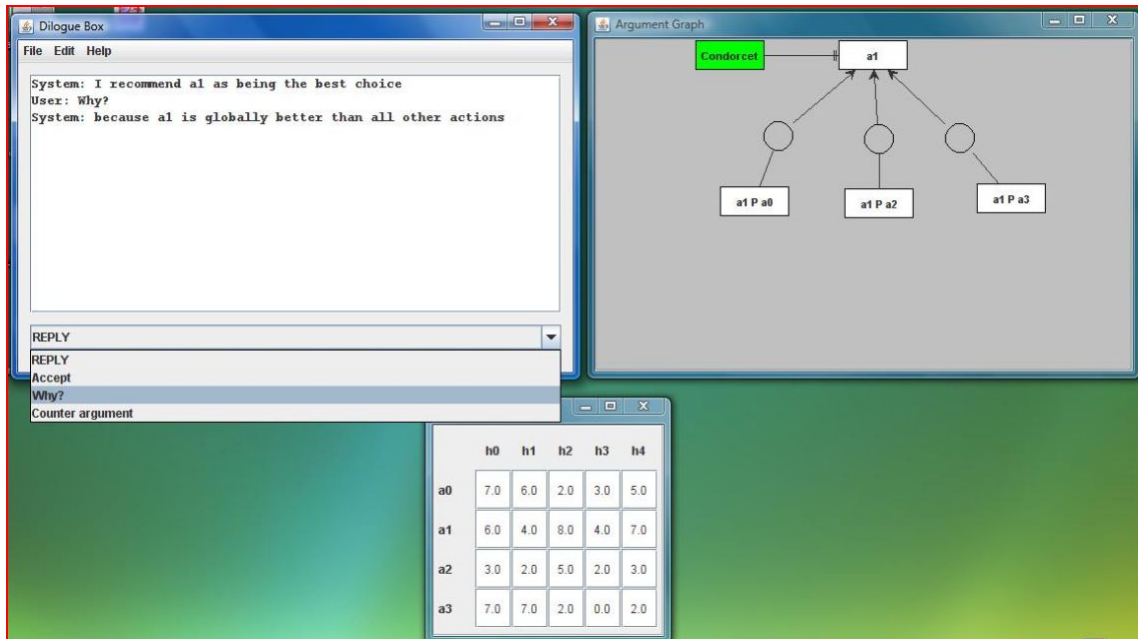 Dilogue Box
File Edit Help
System: I recommend a1 as being the best choice
User: Why?
System: because a1 is globally better than all other actions
REPLY
REPLY
Accept
Why?
Counter argument
Argument Graph
Condorcet
a1
a1 P a0
a1 P a2
a1 P a3
h0 h1 h2 h3 h4
a0 7.0 6.0 2.0 3.0 5.0
a1 6.0 4.0 8.0 4.0 7.0
a2 3.0 2.0 5.0 2.0 3.0
a3 7.0 7.0 2.0 0.0 2.0